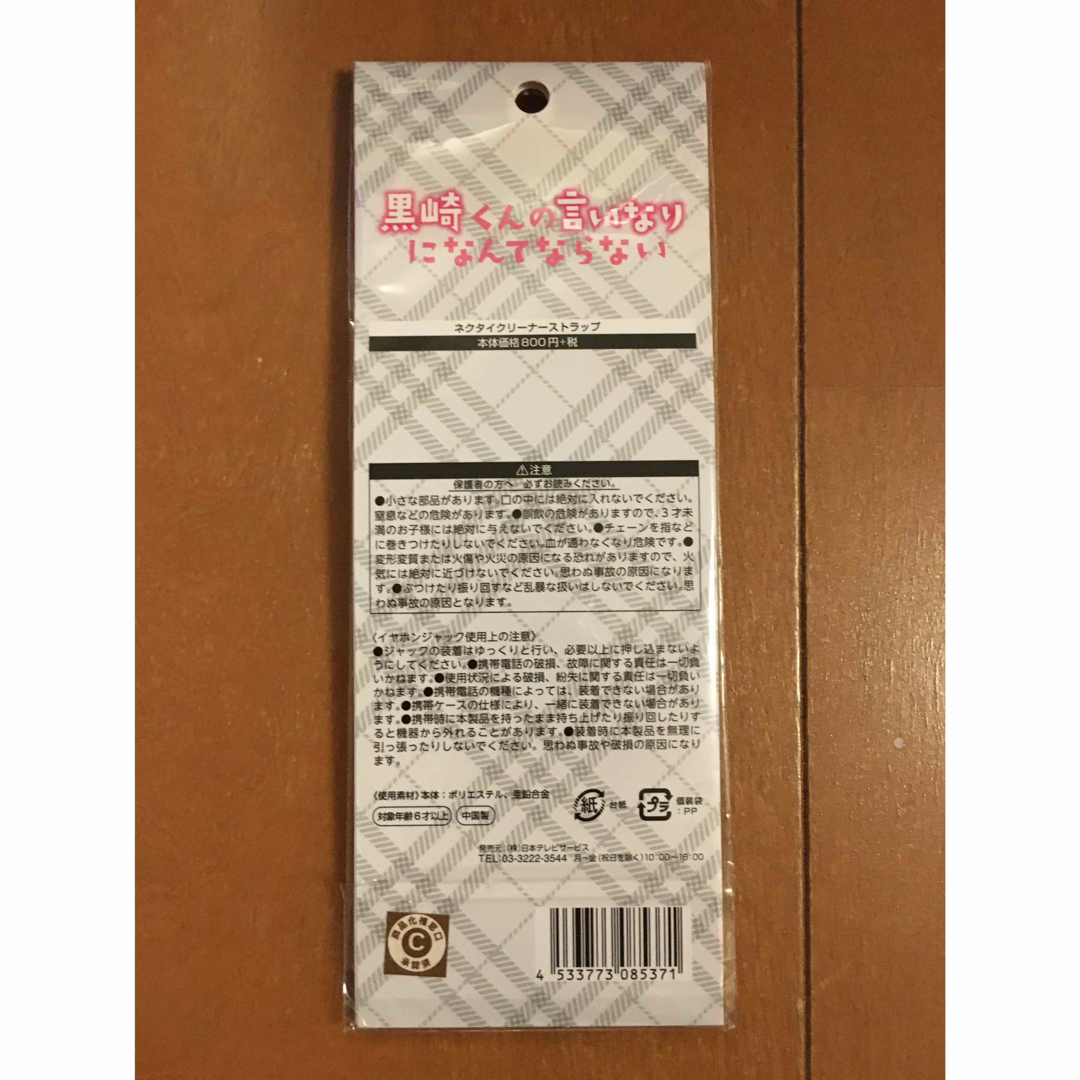 黒崎くんの言いなり
になんてならない
ネクタイクリーナーストラップ
本体価格800円+税
⚠注意
保護者の方へ 必ずお読みください。
●小さな部品があります。口の中には絶対に入れないでください。
窒息などの危険があります。●誤飲の危険がありますので、3才未
満のお子様には絶対に与えないでください。●チェーンを指など
に巻きつけたりしないでください。血が通わなくなり危険です。●
変形変質または火傷や火災の原因になる恐れがありますので、火
気には絶対に近づけないでください。思わぬ事故の原因になりま
す。●ぶつけたり振り回すなど乱暴な扱いはしないでください。思
わぬ事故の原因となります。
《イヤホンジャック使用上の注意》
●ジャックの装着はゆっくりと行い、必要以上に押し込まないよ
うにしてください。●携帯電話の破損、故障に関する責任は一切負
いかねます。●使用状況による破損、紛失に関する責任は一切負い
かねます。●携帯電話の機種によっては、装着できない場合があり
ます。●携帯ケースの仕様により、一緒に装着できない場合があり
ます。●携帯時に本製品を持ったまま持ち上げたり振り回したりす
ると機器から外れることがあります。●装着時に本製品を無理に
引っ張ったりしないでください。思わぬ事故や破損の原因になり
ます。
《使用素材》本体：ポリエステル、亜鉛合金
対象年齢6才以上 中国製
紙 台紙 プラ 個装袋
：PP
発売元：(株)日本テレビサービス
TEL:03-3222-3544 月~金(祝日を除く)10:00~16:00
商品化権窓口
C
承認済
4 533773 085371